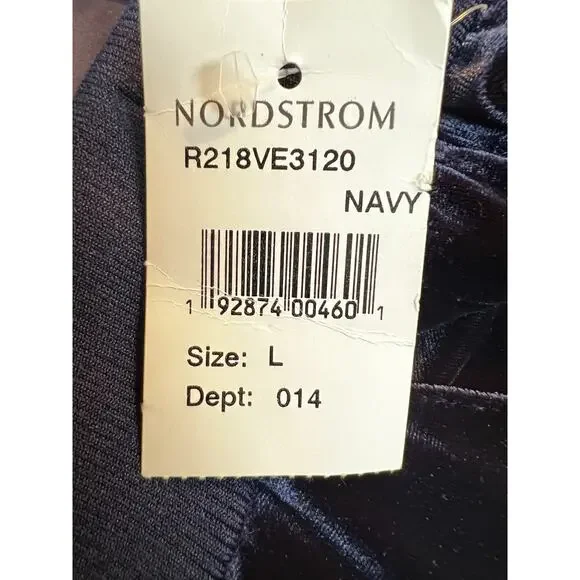 NORDSTROM
R218VE3120
NAVY
1 92874 00460 1
Size: L
Dept: 014